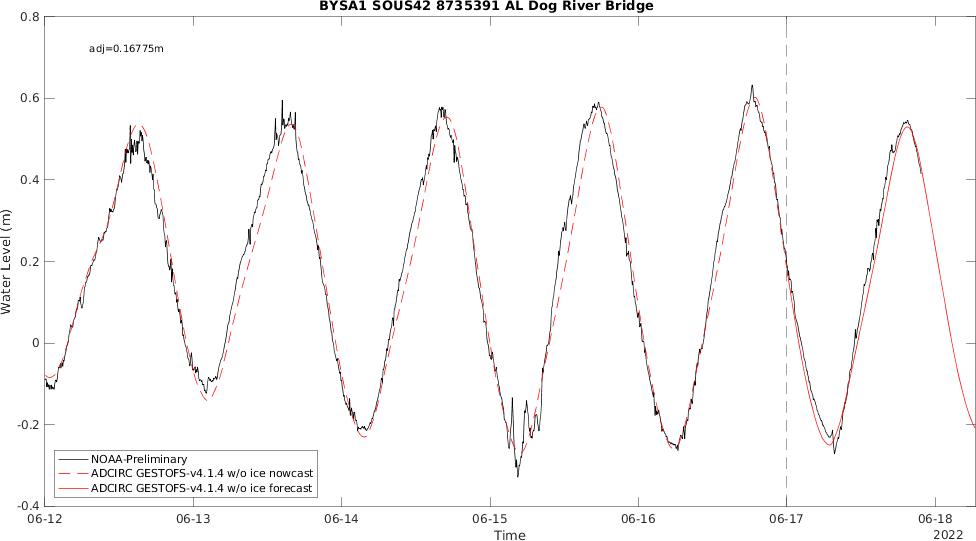 BYSA1 SOUS42 8735391 AL Dog River Bridge
adj=0.16775m
0.8
0.6
0.4
0.2
0
-0.2
-0.4
Water Level (m)
NOAA-Preliminary
ADCIRC GESTOFS-v4.1.4 w/o ice nowcast
ADCIRC GESTOFS-v4.1.4 w/o ice forecast
06-12 06-13 06-14 06-15 06-16 06-17 06-18
Time
2022